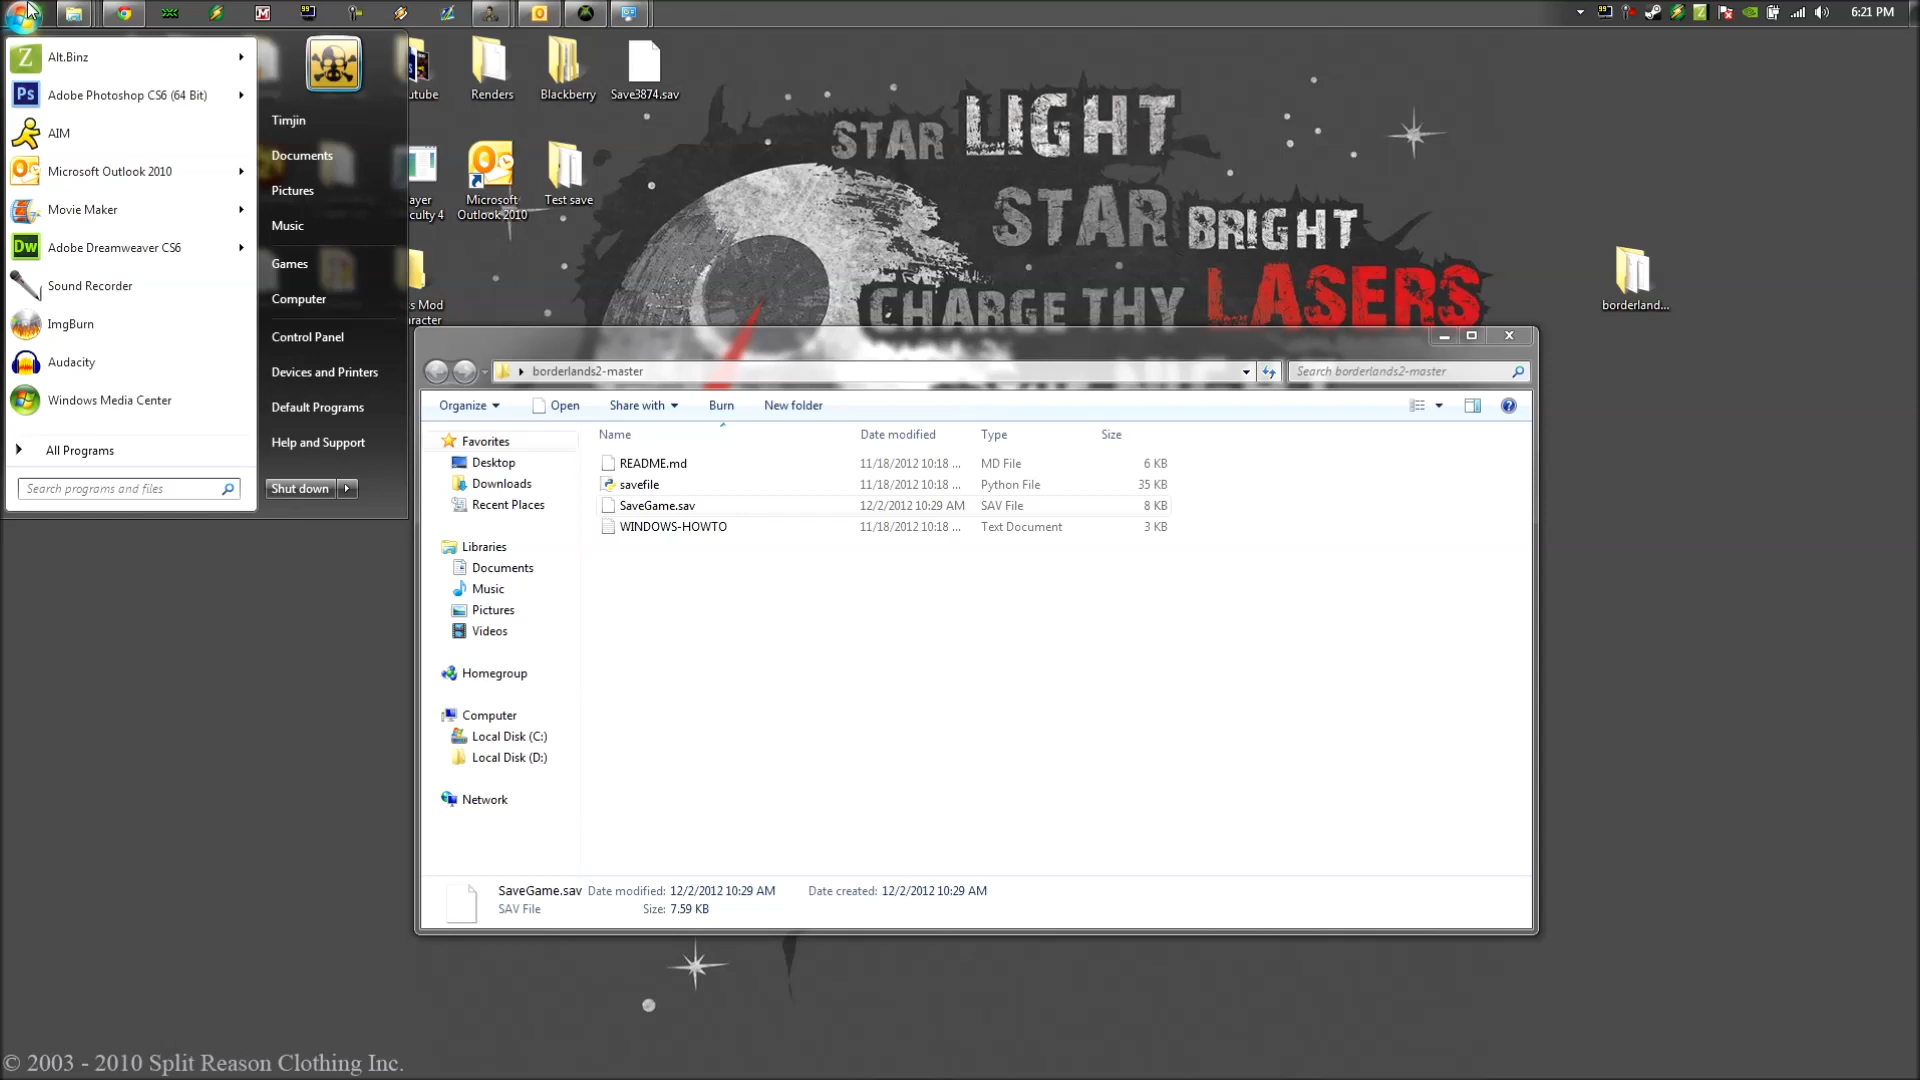 6:21 PM
Alt.Binz
Adobe Photoshop CS6 (64 Bit)
AIM
Microsoft Outlook 2010
Movie Maker
Adobe Dreamweaver CS6
Sound Recorder
ImgBurn
Audacity
Windows Media Center
All Programs
Search programs and files
Timjin
Documents
Pictures
Music
Games
Computer
Control Panel
Devices and Printers
Default Programs
Help and Support
Shut down
utube
Renders
Blackberry
Save3874.sav
ayer
culty 4
Microsoft
Outlook 2010
Test save
s Mod
racter
borderland...
STAR LIGHT
STAR BRIGHT
CHARGE THY LASERS
borderlands2-master
Search borderlands2-master
Organize
Open
Share with
Burn
New folder
Name Date modified Type Size
README.md 11/18/2012 10:18 ... MD File 6 KB
savefile 11/18/2012 10:18 ... Python File 35 KB
SaveGame.sav 12/2/2012 10:29 AM SAV File 8 KB
WINDOWS-HOWTO 11/18/2012 10:18 ... Text Document 3 KB
Favorites
Desktop
Downloads
Recent Places
Libraries
Documents
Music
Pictures
Videos
Homegroup
Computer
Local Disk (C:)
Local Disk (D:)
Network
SaveGame.sav Date modified: 12/2/2012 10:29 AM Date created: 12/2/2012 10:29 AM
SAV File Size: 7.59 KB
© 2003 - 2010 Split Reason Clothing Inc.